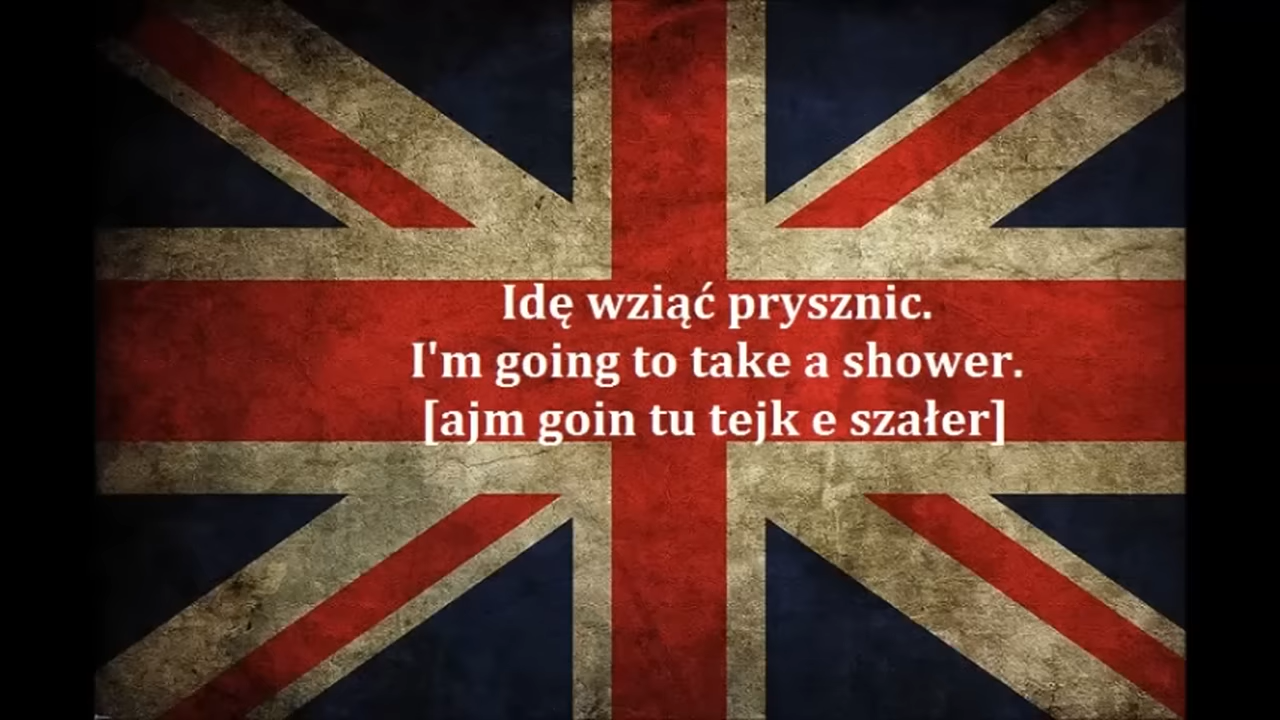 Idę wziąć prysznic.
I'm going to take a shower.
[ajm goin tu tejk e szałer]